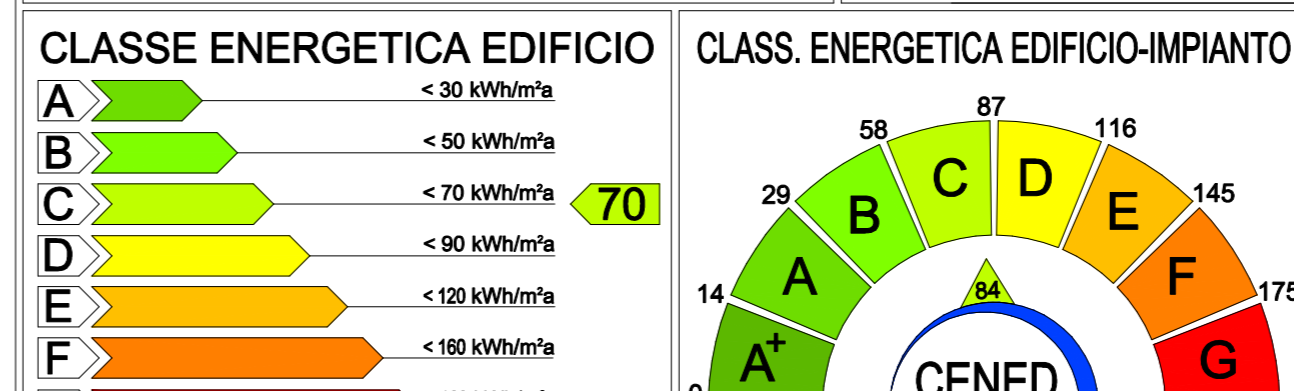 CLASSE ENERGETICA EDIFICIO
A < 30 kWh/m²a
B < 50 kWh/m²a
C < 70 kWh/m²a 70
D < 90 kWh/m²a
E < 120 kWh/m²a
F < 160 kWh/m²a
CLASS. ENERGETICA EDIFICIO-IMPIANTO
87
58 116
C D
29 145
B E
A F
14 175
84
A+ G
CENED